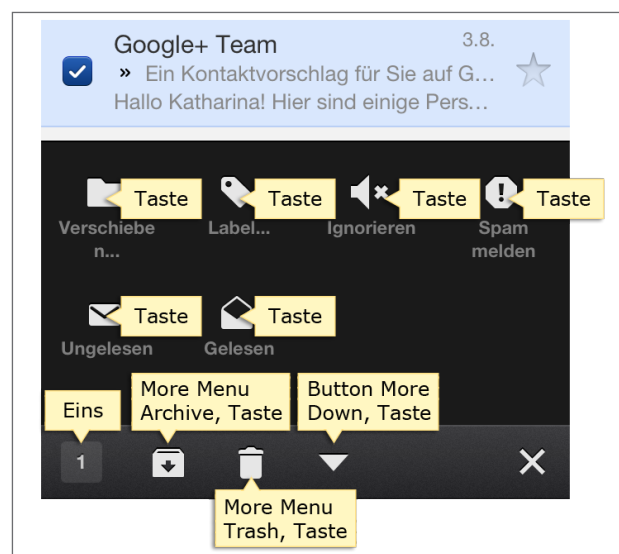 Google+ Team 3.8.
» Ein Kontaktvorschlag für Sie auf G...
Hallo Katharina! Hier sind einige Pers...
Taste Taste Taste Taste
Verschiebe Label... Ignorieren Spam
n... melden
Taste Taste
Ungelesen Gelesen
More Menu Button More
Eins Archive, Taste Down, Taste
1
More Menu
Trash, Taste